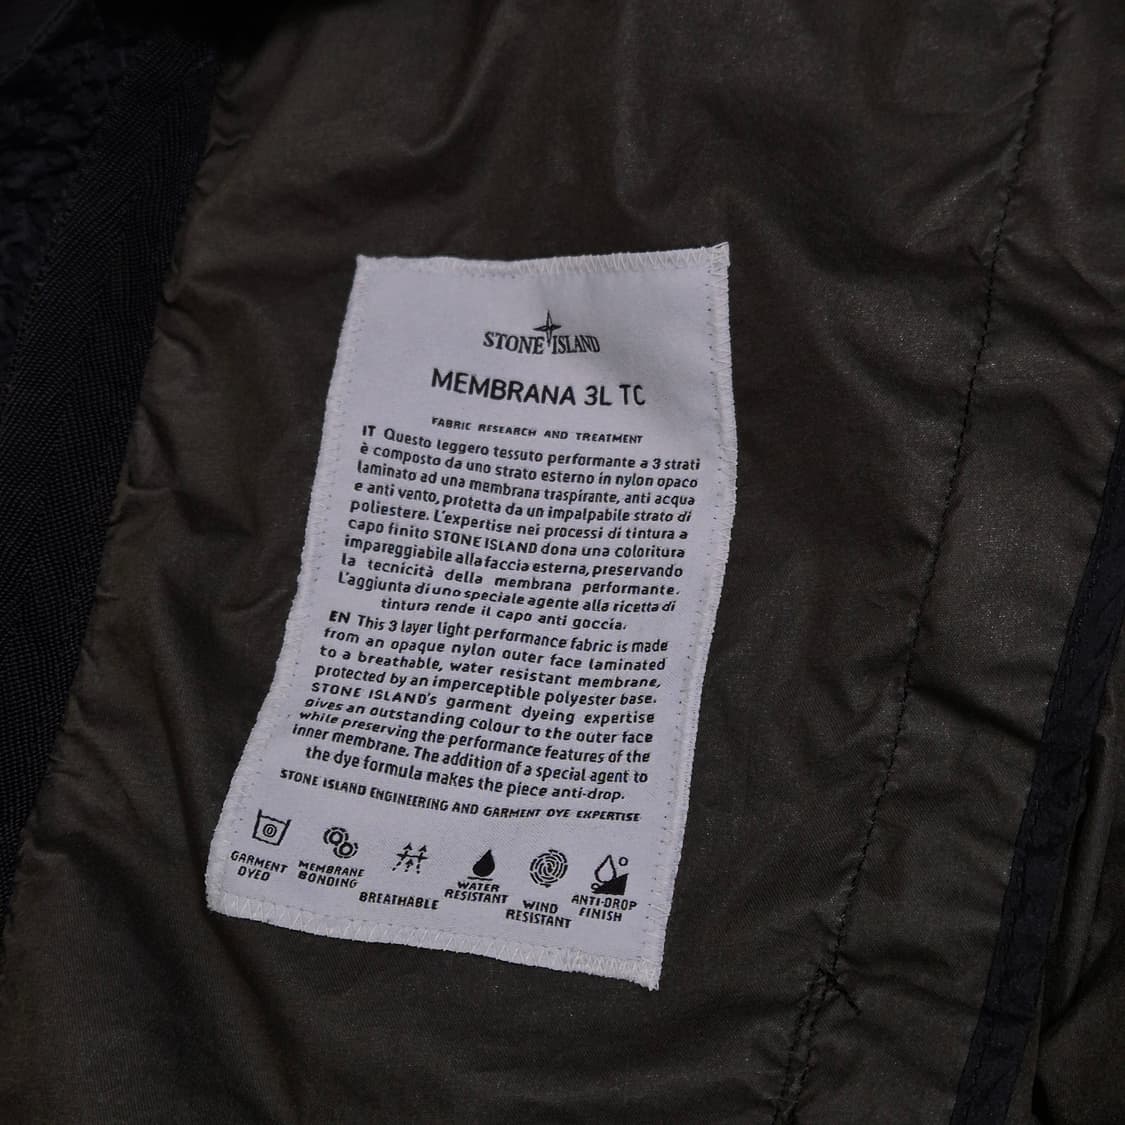 STONE ISLAND
MEMBRANA 3L TC
FABRIC RESEARCH AND TREATMENT
IT Questo leggero tessuto performante a 3 strati
è composto da uno strato esterno in nylon opaco
laminato ad una membrana traspirante, anti acqua
e anti vento, protetta da un impalpabile strato di
poliestere. L'expertise nei processi di tintura a
capo finito STONE ISLAND dona una coloritura
impareggiabile alla faccia esterna, preservando
la tecnicità della membrana performante.
L'aggiunta di uno speciale agente alla ricetta di
tintura rende il capo anti goccia.
EN This 3 layer light performance fabric is made
from an opaque nylon outer face laminated
to a breathable, water resistant membrane,
protected by an imperceptible polyester base.
STONE ISLAND's garment dyeing expertise
gives an outstanding colour to the outer face
while preserving the performance features of the
inner membrane. The addition of a special agent to
the dye formula makes the piece anti-drop.
STONE ISLAND ENGINEERING AND GARMENT DYE EXPERTISE
GARMENT DYED
MEMBRANE BONDING
BREATHABLE
WATER RESISTANT
WIND RESISTANT
ANTI-DROP FINISH